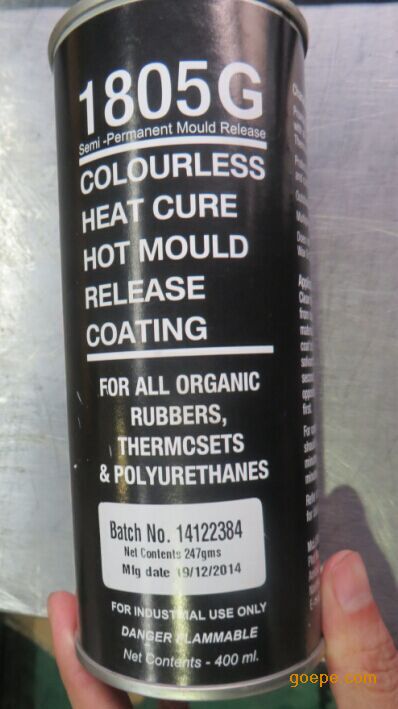 1805G
Semi-Permanent Mould Release
COLOURLESS
HEAT CURE
HOT MOULD
RELEASE
COATING
FOR ALL ORGANIC
RUBBERS,
THERMCSETS
& POLYURETHANES
Batch No. 14122384
Net Contents 247gms
Mfg date 19/12/2014
FOR INDUSTRIAL USE ONLY
DANGER FLAMMABLE
Net Contents - 400 ml.
goepe.com